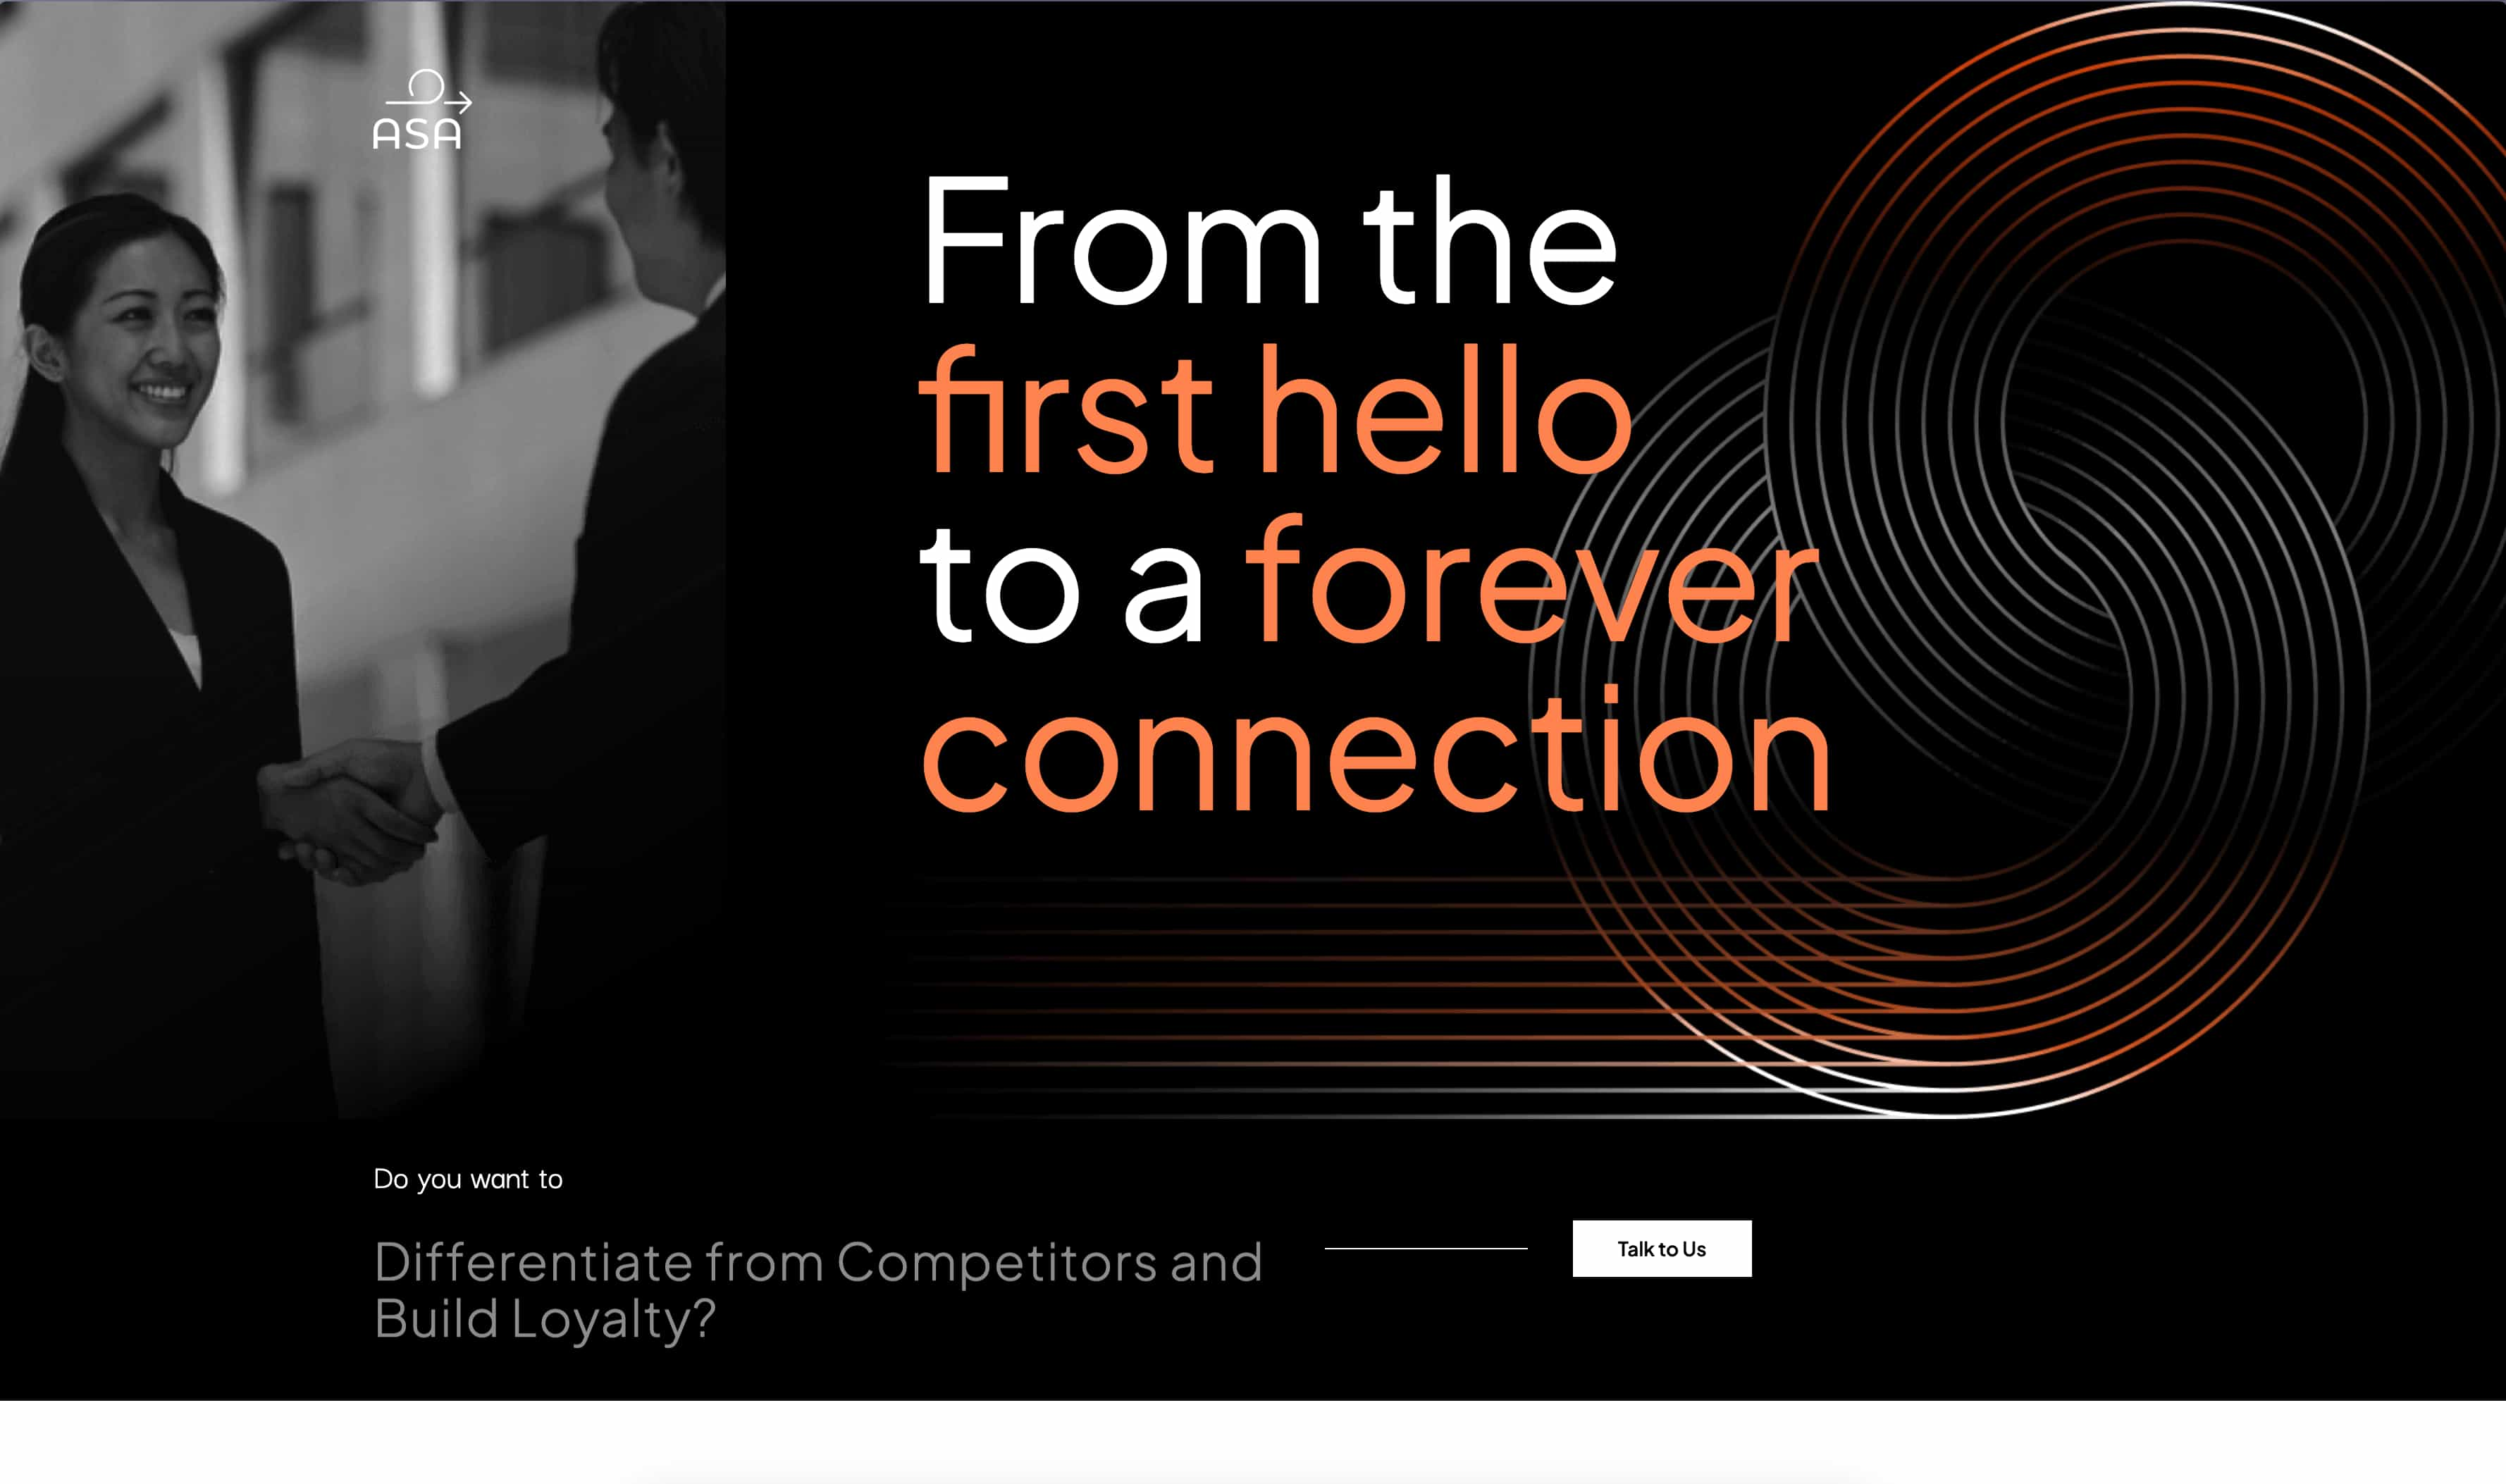 ASA
From the
first hello
to a forever
connection
Do you want to
Differentiate from Competitors and
Build Loyalty?
Talk to Us